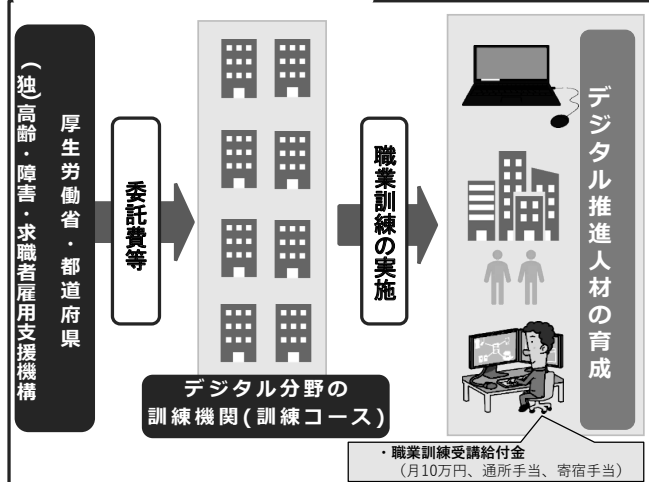 厚生労働省・都道府県
(独)高齢・障害・求職者雇用支援機構
委託費等
デジタル分野の
訓練機関(訓練コース)
職業訓練の実施
デジタル推進人材の育成
・職業訓練受講給付金
（月10万円、通所手当、寄宿手当）